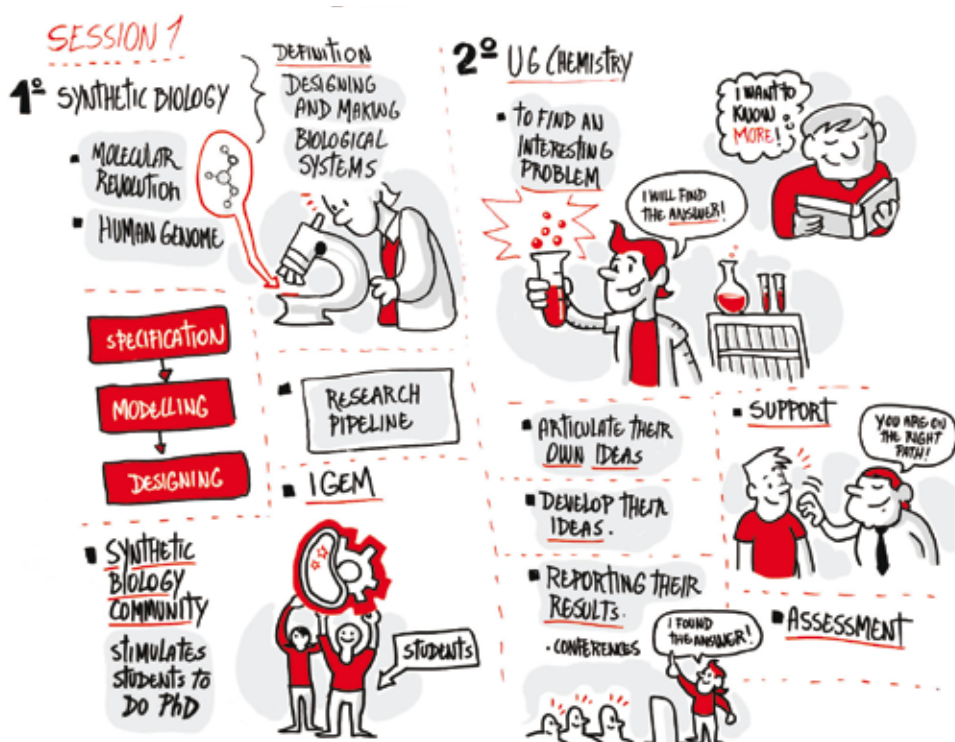 SESSION 1
1º SYNTHETIC BIOLOGY
DEFINITION
DESIGNING
AND MAKING
BIOLOGICAL
SYSTEMS
▪ MOLECULAR
REVOLUTION
▪ HUMAN GENOME
SPECIFICATION
MODELLING
DESIGNING
▪ RESEARCH
PIPELINE
▪ IGEM
▪ SYNTHETIC
BIOLOGY
COMMUNITY
STIMULATES
STUDENTS TO
DO PhD
STUDENTS
2º UG CHEMISTRY
▪ TO FIND AN
INTERESTING
PROBLEM
I WANT TO
KNOW
MORE!
I WILL FIND
THE ANSWER!
▪ ARTICULATE THEIR
OWN IDEAS
▪ DEVELOP THEIR
IDEAS.
▪ REPORTING THEIR
RESULTS.
. CONFERENCES
I FOUND
THE ANSWER!
▪ SUPPORT
YOU ARE ON
THE RIGHT
PATH!
▪ ASSESSMENT